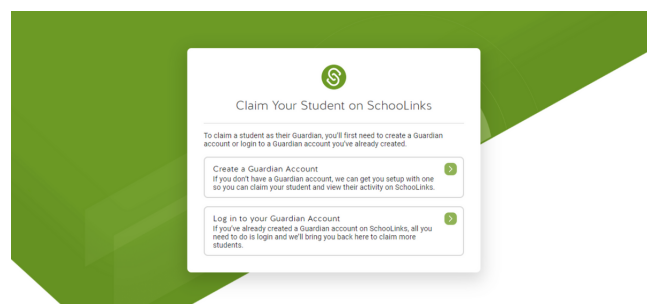 Claim Your Student on SchooLinks
To claim a student as their Guardian, you'll first need to create a Guardian
account or login to a Guardian account you've already created.
Create a Guardian Account
If you don't have a Guardian account, we can get you setup with one
so you can claim your student and view their activity on SchooLinks.
Log in to your Guardian Account
If you've already created a Guardian account on SchooLinks, all you
need to do is login and we'll bring you back here to claim more
students.